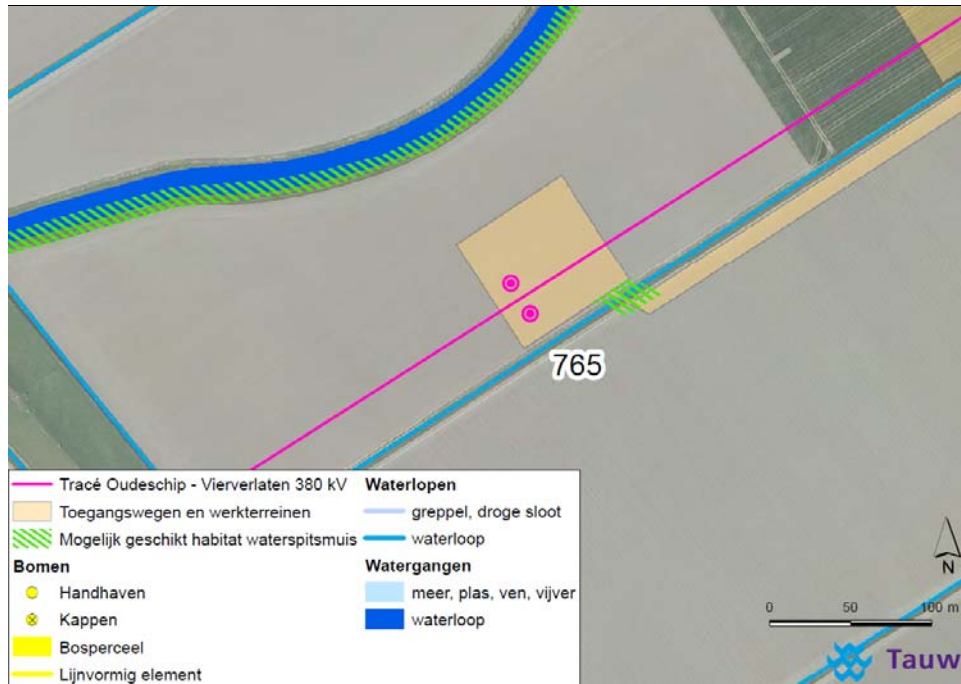 765
Tracé Oudeschip - Vierverlaten 380 kV
Toegangswegen en werkterreinen
Mogelijk geschikt habitat waterspitsmuis
Bomen
Handhaven
Kappen
Bosperceel
Lijnvormig element
Waterlopen
greppel, droge sloot
waterloop
Watergangen
meer, plas, ven, vijver
waterloop
N
0 50 100 m
Tauw